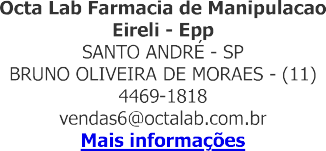 Octa Lab Farmacia de Manipulacao
Eireli - Epp
SANTO ANDRÉ - SP
BRUNO OLIVEIRA DE MORAES - (11)
4469-1818
vendas6@octalab.com.br
Mais informações